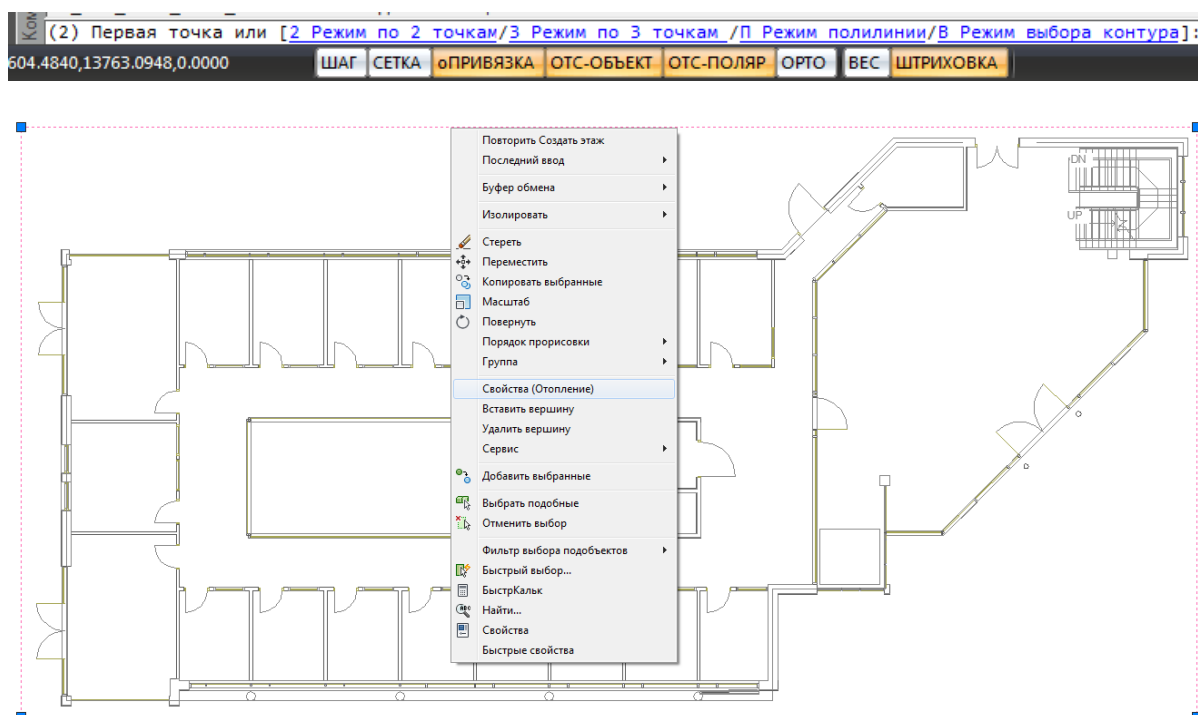 (2) Первая точка или [2 Режим по 2 точкам/3 Режим по 3 точкам /П Режим полилинии/В Режим выбора контура]:
604.4840,13763.0948,0.0000 ШАГ СЕТКА оПРИВЯЗКА ОТС-ОБЪЕКТ ОТС-ПОЛЯР ОРТО ВЕС ШТРИХОВКА
Повторить Создать этаж
Последний ввод
Буфер обмена
Изолировать
Стереть
Переместить
Копировать выбранные
Масштаб
Повернуть
Порядок прорисовки
Группа
Свойства (Отопление)
Вставить вершину
Удалить вершину
Сервис
Добавить выбранные
Выбрать подобные
Отменить выбор
Фильтр выбора подобъектов
Быстрый выбор...
БыстрКальк
Найти...
Свойства
Быстрые свойства
DN
UP